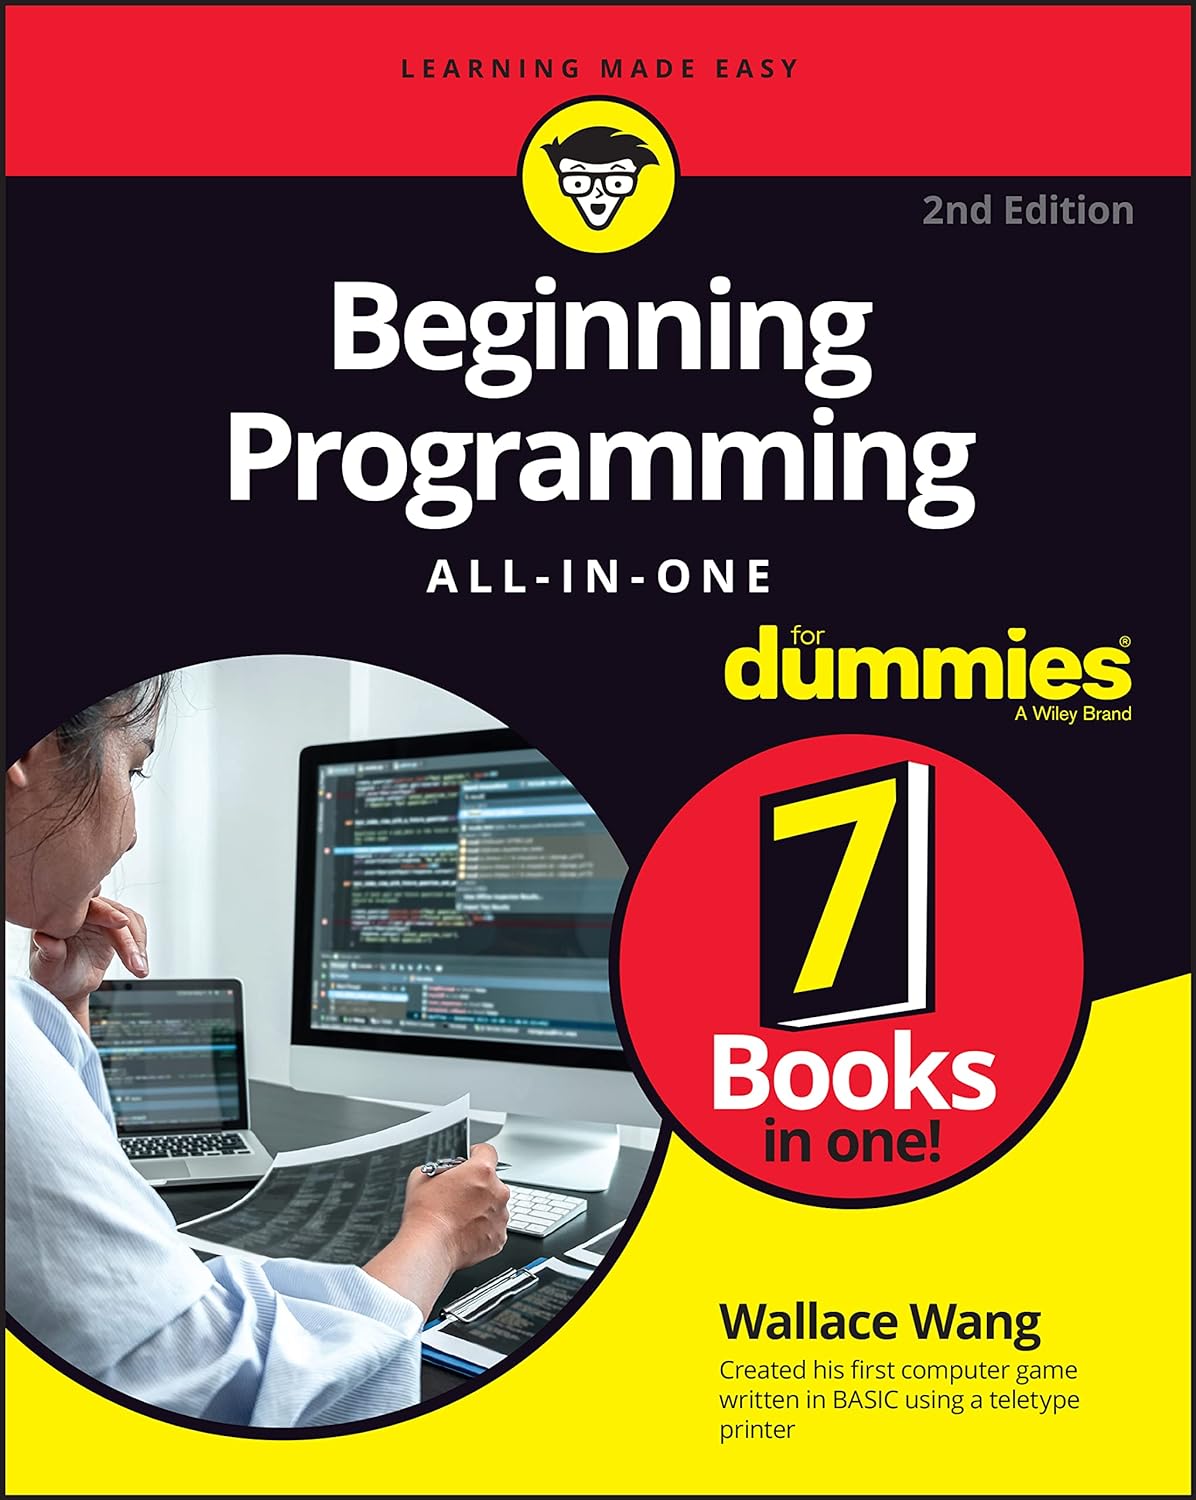 LEARNING MADE EASY
2nd Edition
Beginning
Programming
ALL-IN-ONE
for
dummies®
A Wiley Brand
7
Books
in one!
Wallace Wang
Created his first computer game
written in BASIC using a teletype
printer